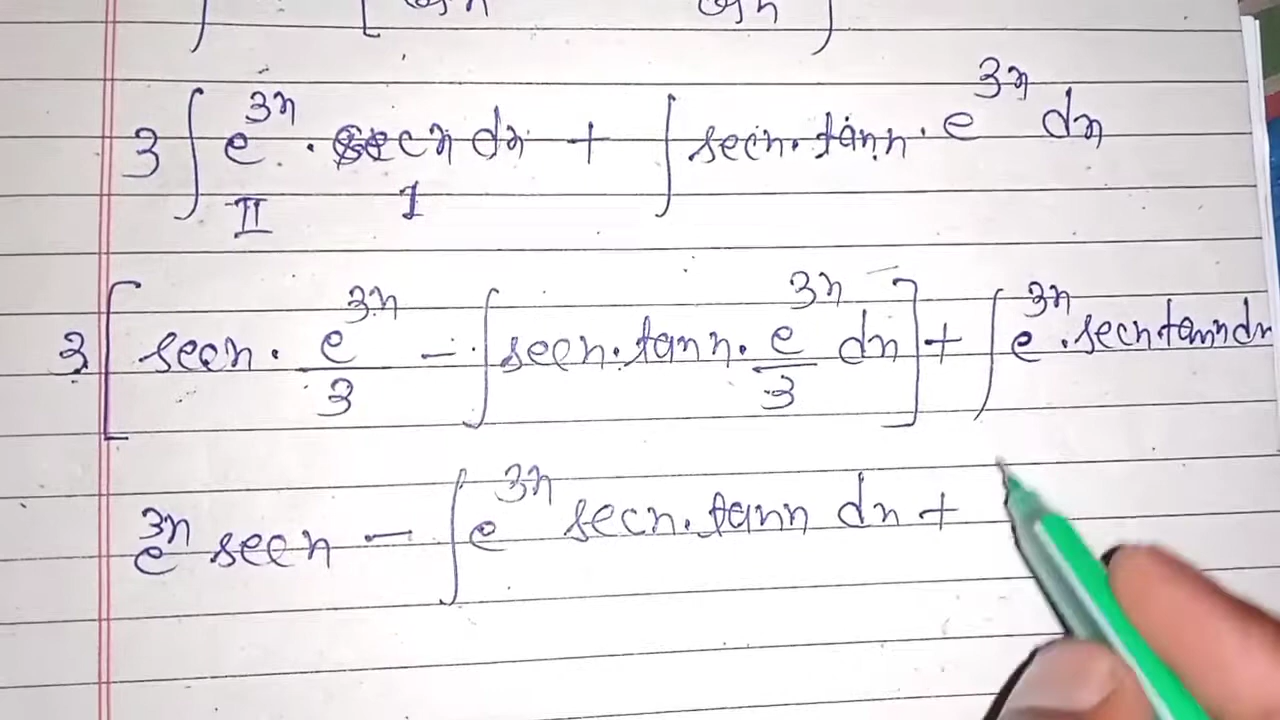 3∫e^{3x} · secx dx + ∫secx·tanx·e^{3x} dx
II I
3[secx · e^{3x}/3 - ∫secx·tanx·e^{3x}/3 dx] + ∫e^{3x}·secx·tanx dx
e^{3x} secx - ∫e^{3x} secx·tanx dx +